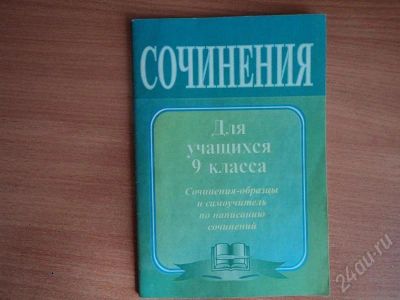 СОЧИНЕНИЯ
Для
учащихся
9 класса
Сочинения-образцы
и самоучитель
по написанию
сочинений
24au.ru